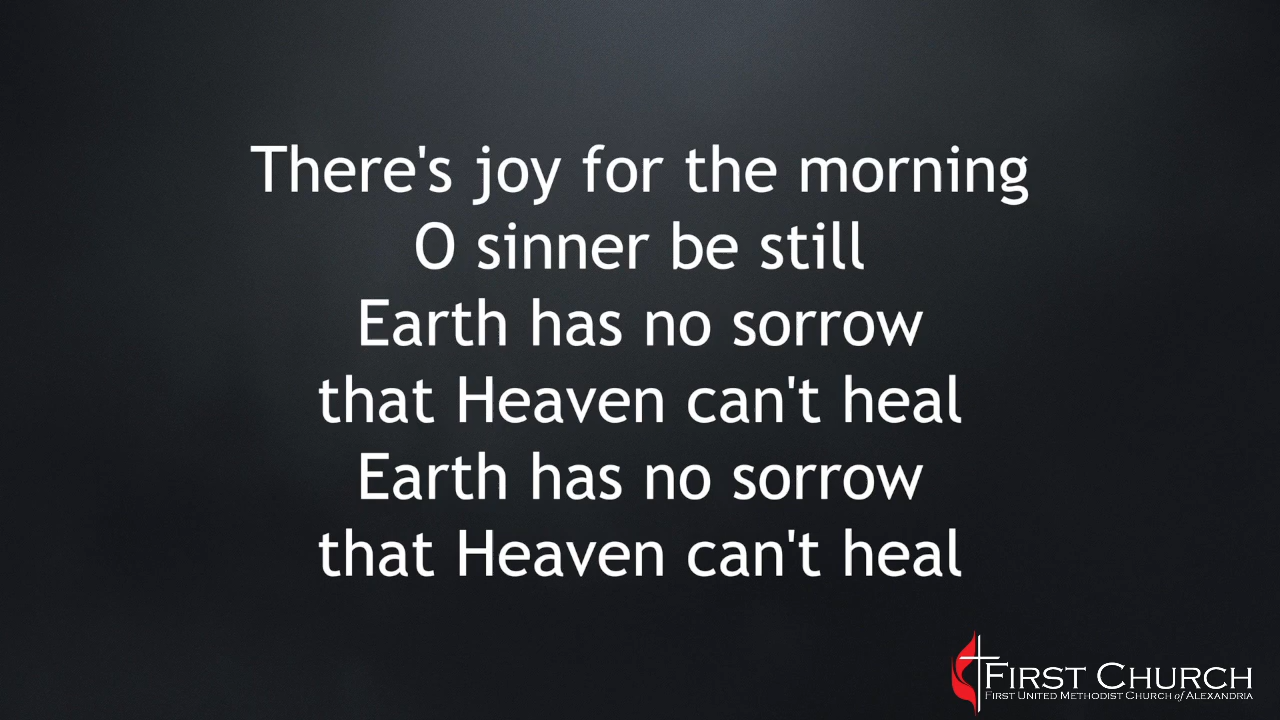 There's joy for the morning
O sinner be still
Earth has no sorrow
that Heaven can't heal
Earth has no sorrow
that Heaven can't heal
FIRST CHURCH
FIRST UNITED METHODIST CHURCH of ALEXANDRIA